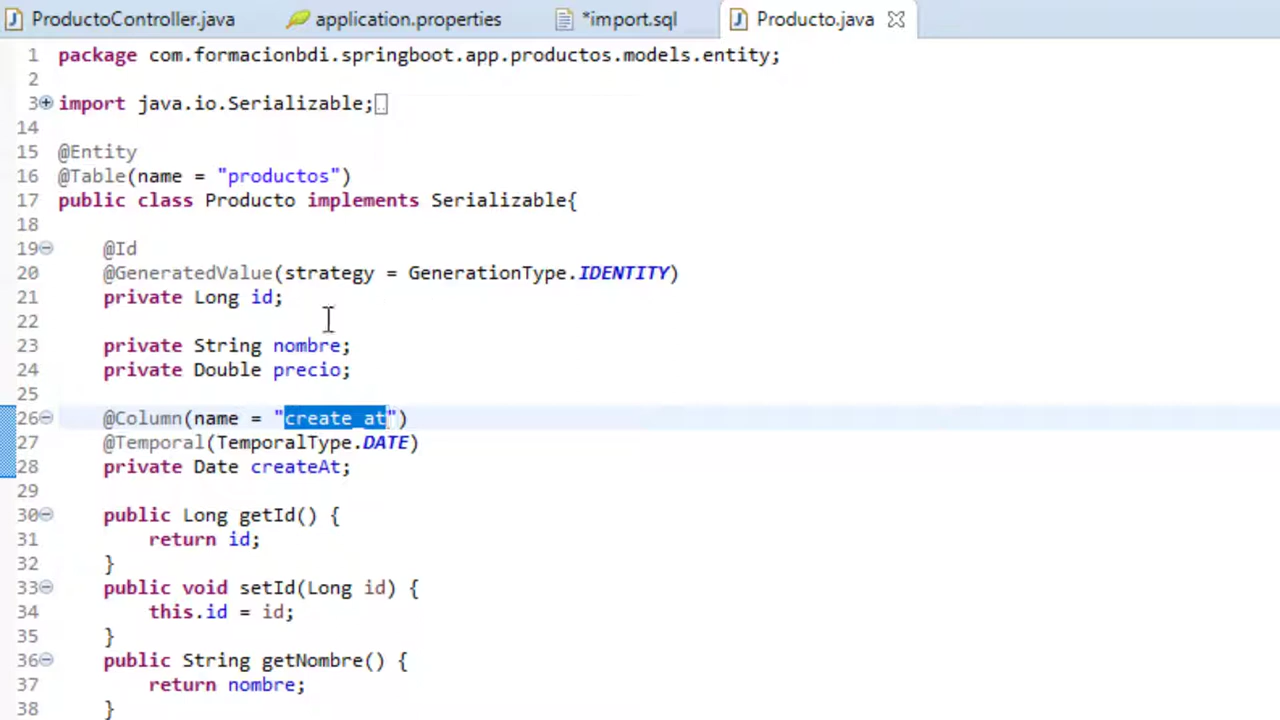 ProductoController.java application.properties *import.sql Producto.java
1 package com.formacionbdi.springboot.app.productos.models.entity;
2
3 import java.io.Serializable;
14
15 @Entity
16 @Table(name = "productos")
17 public class Producto implements Serializable{
18
19 @Id
20 @GeneratedValue(strategy = GenerationType.IDENTITY)
21 private Long id;
22
23 private String nombre;
24 private Double precio;
25
26 @Column(name = "create_at")
27 @Temporal(TemporalType.DATE)
28 private Date createAt;
29
30 public Long getId() {
31 return id;
32 }
33 public void setId(Long id) {
34 this.id = id;
35 }
36 public String getNombre() {
37 return nombre;
38 }